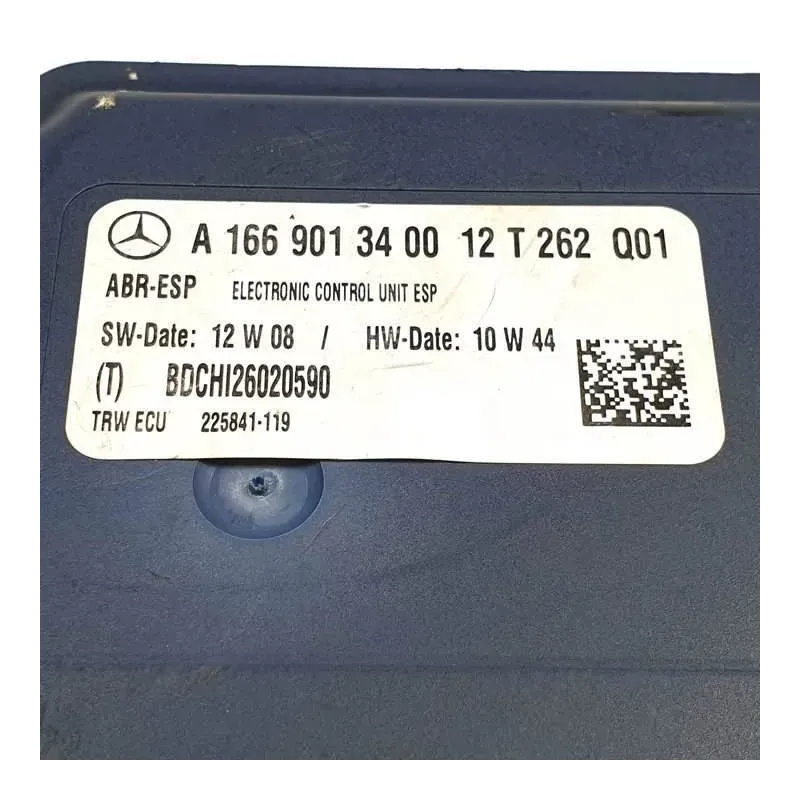 A 166 901 34 00 12 T 262 Q01
ABR-ESP ELECTRONIC CONTROL UNIT ESP
SW-Date: 12 W 08 / HW-Date: 10 W 44
(T) BDCHI26020590
TRW ECU 225841-119